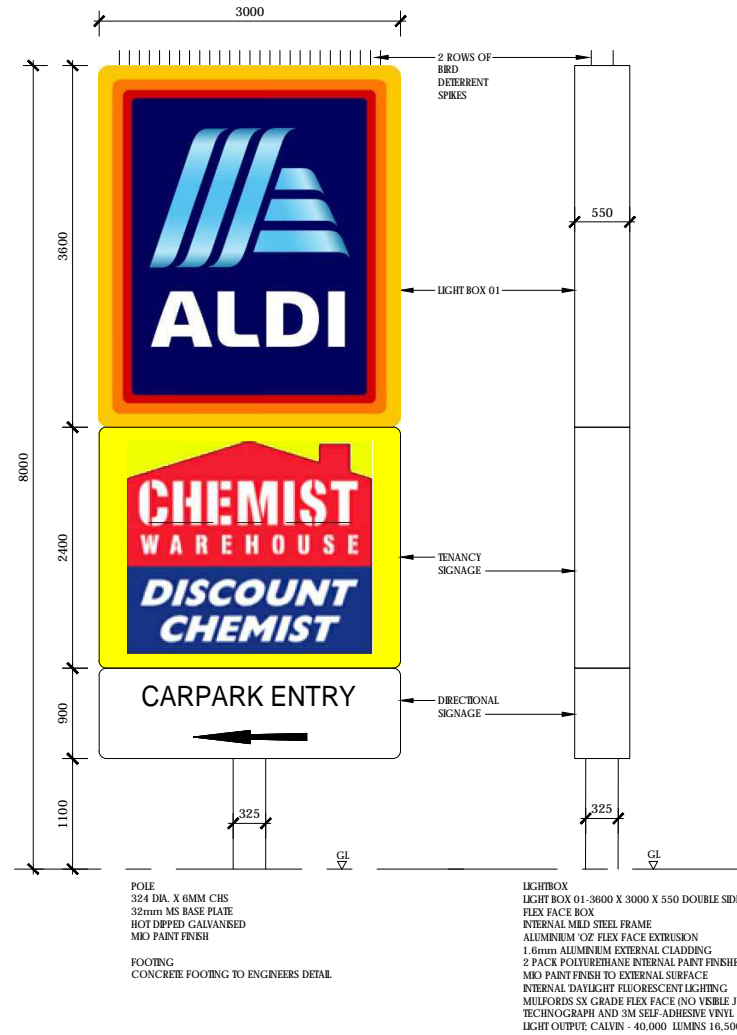 3000
2 ROWS OF
BIRD
DETERRENT
SPIKES
550
3600
8000
ALDI
LIGHT BOX 01
CHEMIST
WAREHOUSE
DISCOUNT
CHEMIST
2400
TENANCY
SIGNAGE
CARPARK ENTRY
900
DIRECTIONAL
SIGNAGE
1100
325
325
GL
GL
POLE
324 DIA. X 6MM CHS
32mm MS BASE PLATE
HOT DIPPED GALVANISED
MIO PAINT FINISH
FOOTING
CONCRETE FOOTING TO ENGINEERS DETAIL
LIGHTBOX
LIGHT BOX 01-3600 X 3000 X 550 DOUBLE
FLEX FACE BOX
INTERNAL MILD STEEL FRAME
ALUMINIUM 'OZ' FLEX FACE EXTRUSION
1.6mm ALUMINIUM EXTERNAL CLADDING
2 PACK POLYURETHANE INTERNAL PAINT
MIO PAINT FINISH TO EXTERNAL SURFACE
INTERNAL 'DAYLIGHT' FLUORESCENT LIGHTING
MULFORDS SX GRADE FLEX FACE (NO VISIBLE
TECHNOGRAPH AND 3M SELF-ADHESIVE VINYL
LIGHT OUTPUT; CALVIN - 40,000 LUMINS